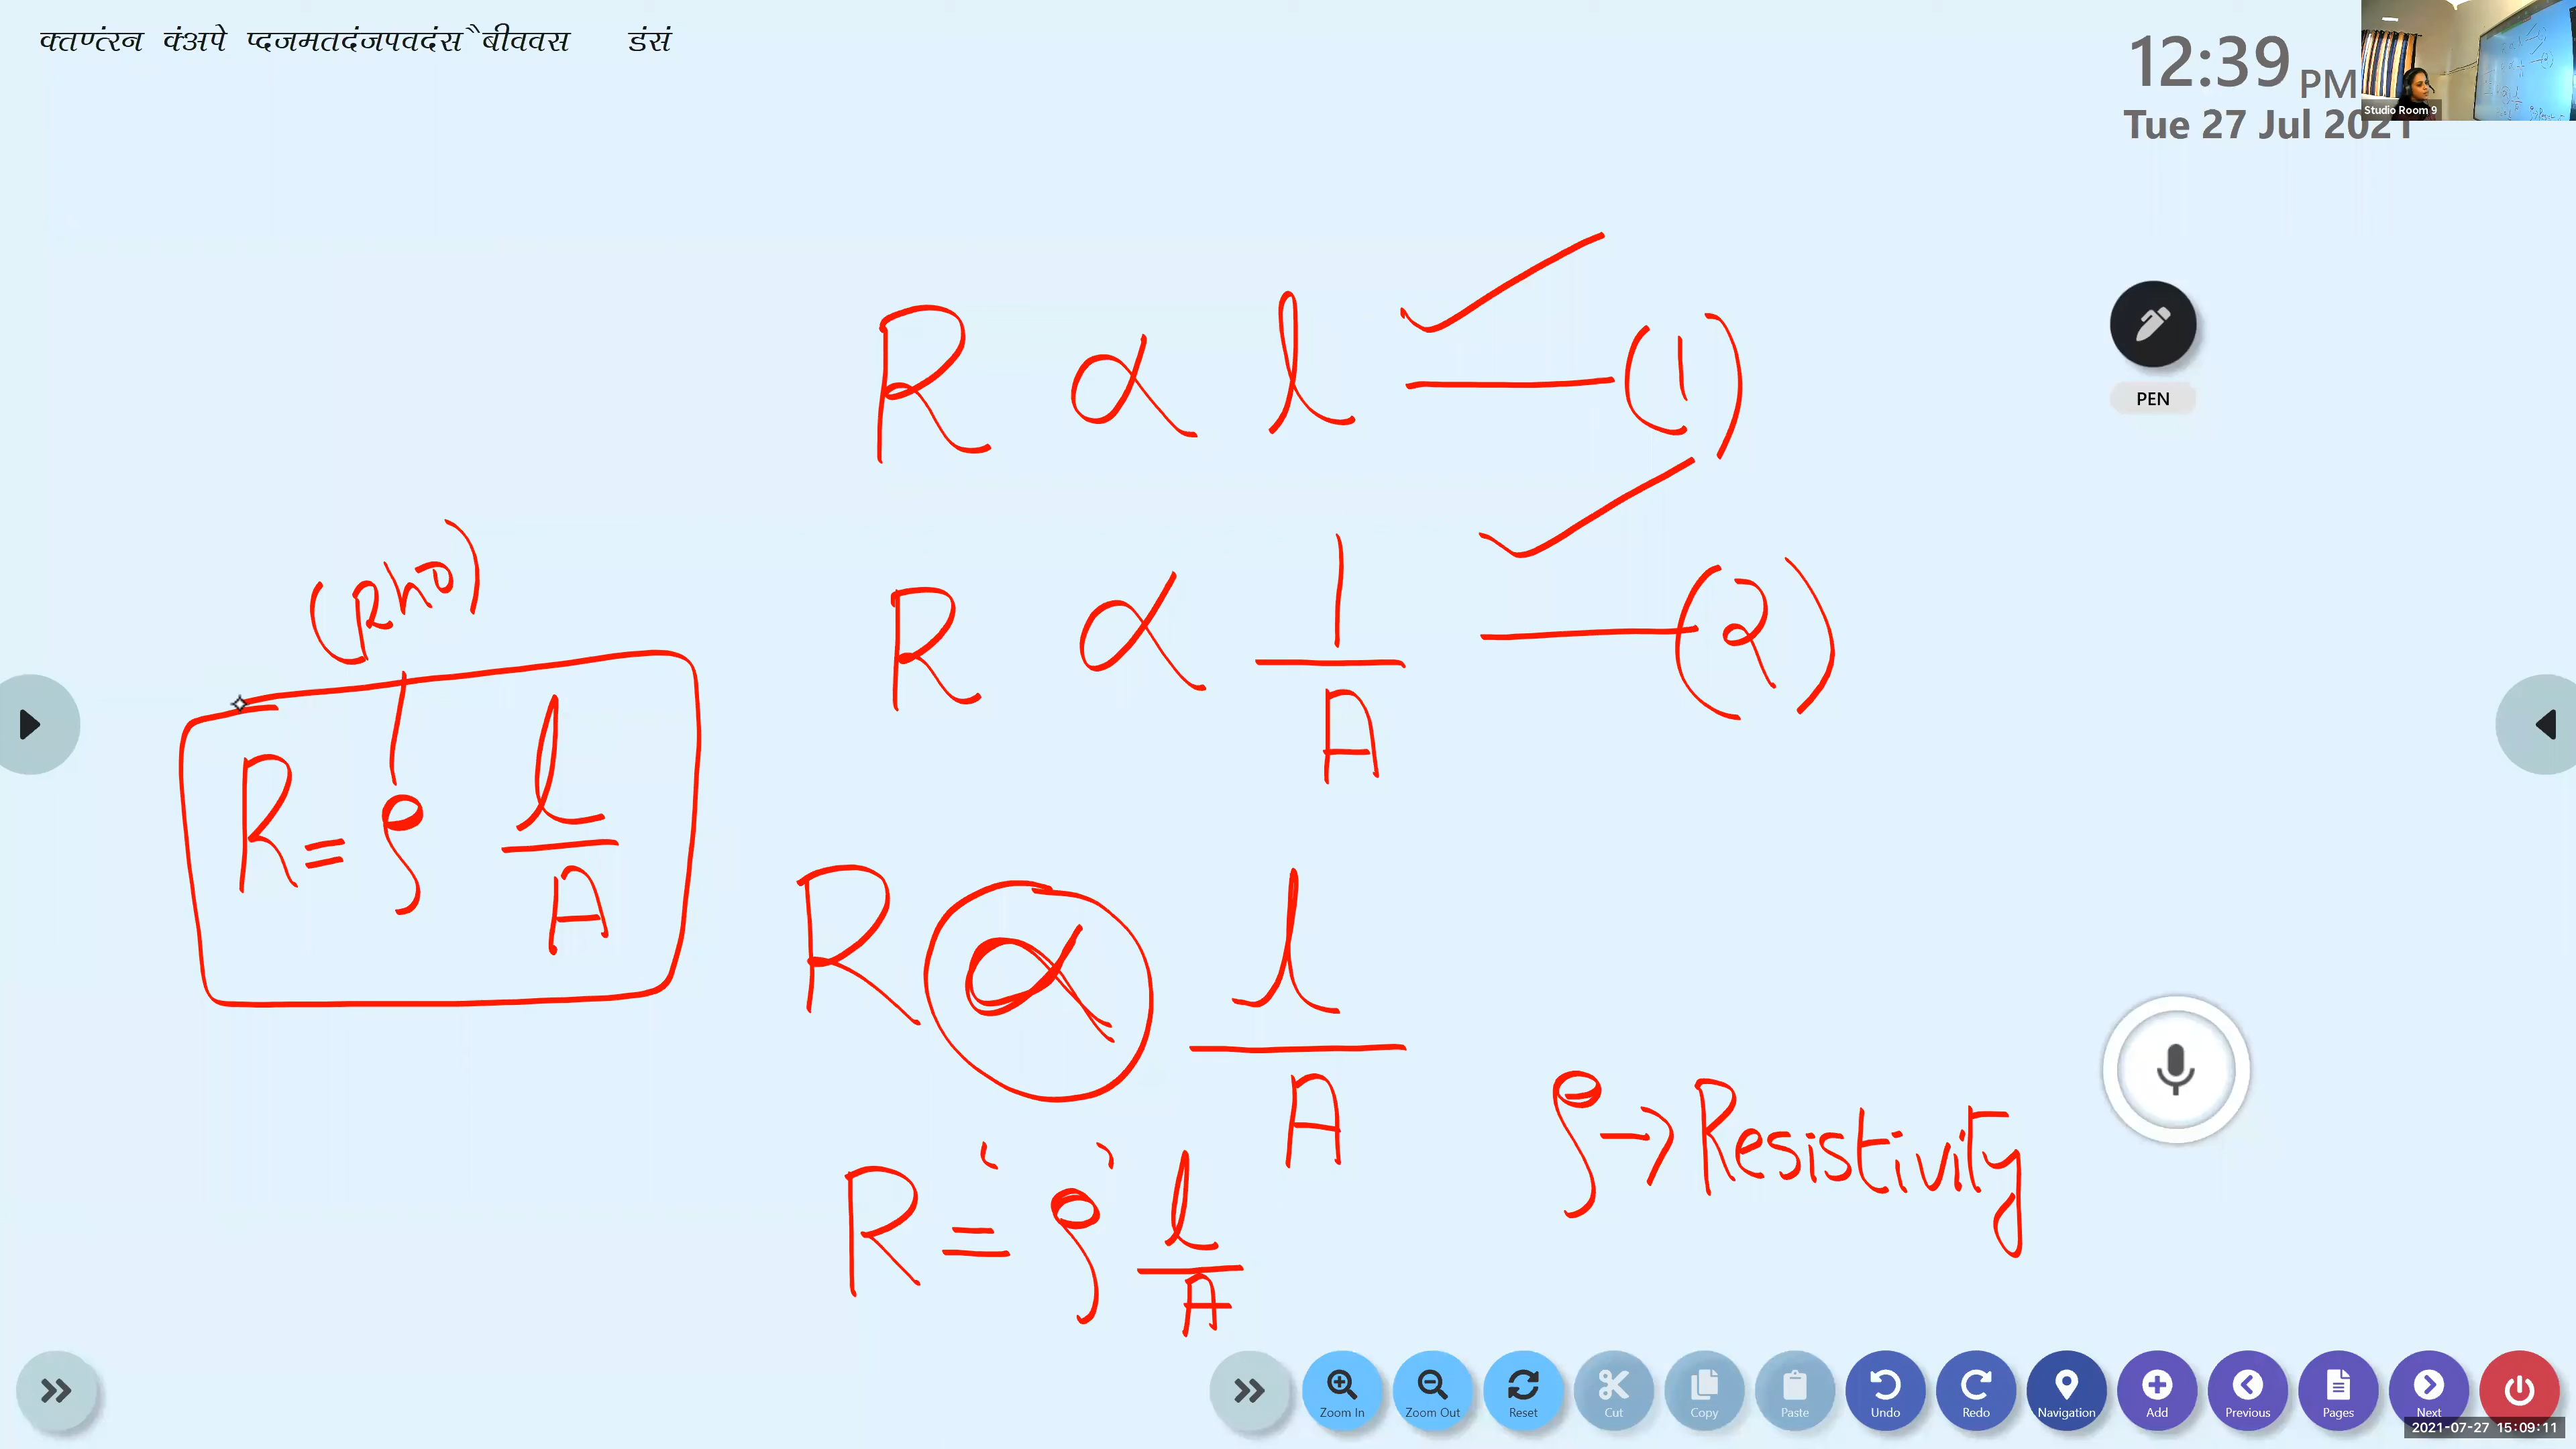 क्तण्तंरन कंअपे प्दजमतदंजपवदंस ैबीववस डंसं
12:39 PM
Tue 27 Jul 2021
Studio Room 9
PEN
R ∝ l —(1)
R ∝ 1/A —(2)
(Rho)
R = ρ l/A
R ∝ l/A
R = ρ l/A
ρ → Resistivity
Zoom In Zoom Out Reset Cut Copy Paste Undo Redo Navigation Add Previous Pages Next
2021-07-27 15:09:11